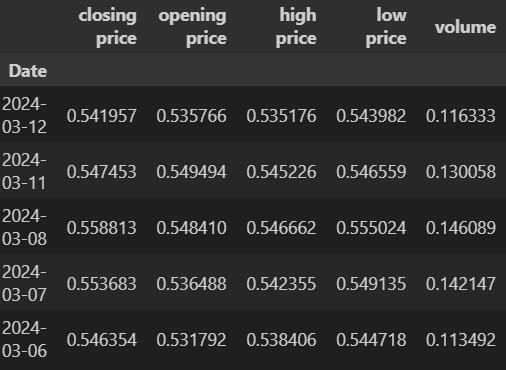 closing price opening price high price low price volume
Date
2024-03-12 0.541957 0.535766 0.535176 0.543982 0.116333
2024-03-11 0.547453 0.549494 0.545226 0.546559 0.130058
2024-03-08 0.558813 0.548410 0.546662 0.555024 0.146089
2024-03-07 0.553683 0.536488 0.542355 0.549135 0.142147
2024-03-06 0.546354 0.531792 0.538406 0.544718 0.113492